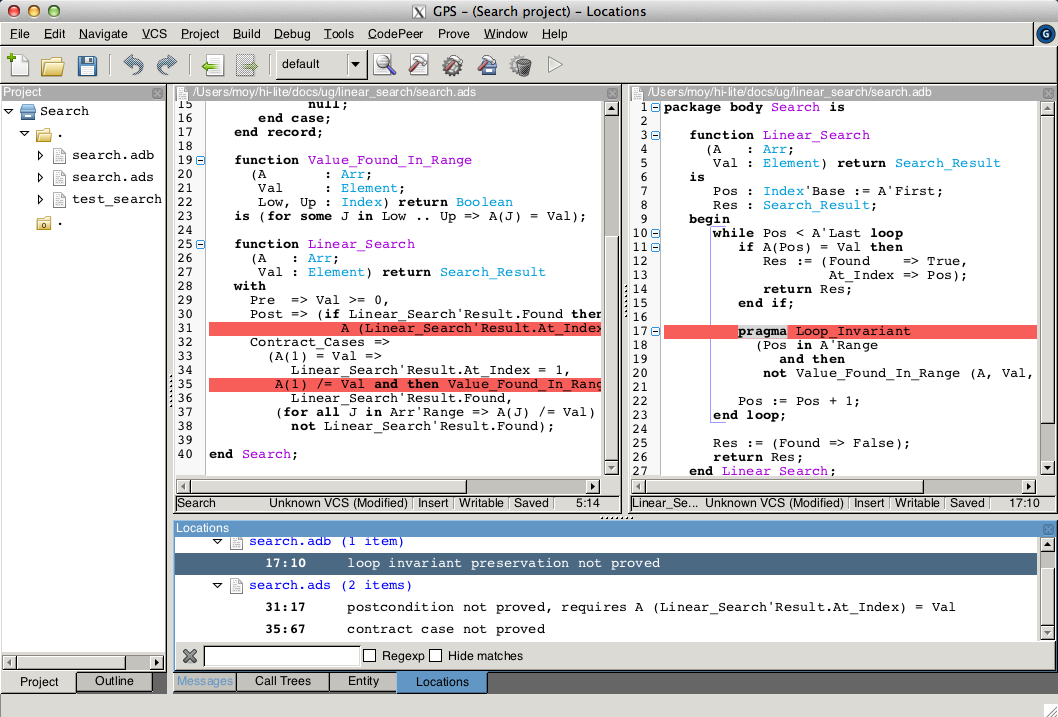 GPS - (Search project) - Locations
File Edit Navigate VCS Project Build Debug Tools CodePeer Prove Window Help
default
Project
Search
.
search.adb
search.ads
test_search
.
Project Outline
/Users/moy/hi-lite/docs/ug/linear_search/search.ads
15 null;
16 end case;
17 end record;
18
19 function Value_Found_In_Range
20 (A : Arr;
21 Val : Element;
22 Low, Up : Index) return Boolean
23 is (for some J in Low .. Up => A(J) = Val);
24
25 function Linear_Search
26 (A : Arr;
27 Val : Element) return Search_Result
28 with
29 Pre => Val >= 0,
30 Post => (if Linear_Search'Result.Found then
31 A (Linear_Search'Result.At_Index
32 Contract_Cases =>
33 (A(1) = Val =>
34 Linear_Search'Result.At_Index = 1,
35 A(1) /= Val and then Value_Found_In_Rang
36 Linear_Search'Result.Found,
37 (for all J in Arr'Range => A(J) /= Val)
38 not Linear_Search'Result.Found);
39
40 end Search;
Search Unknown VCS (Modified) Insert Writable Saved 5:14
/Users/moy/hi-lite/docs/ug/linear_search/search.adb
1 package body Search is
2
3 function Linear_Search
4 (A : Arr;
5 Val : Element) return Search_Result
6 is
7 Pos : Index'Base := A'First;
8 Res : Search_Result;
9 begin
10 while Pos < A'Last loop
11 if A(Pos) = Val then
12 Res := (Found => True,
13 At_Index => Pos);
14 return Res;
15 end if;
16
17 pragma Loop_Invariant
18 (Pos in A'Range
19 and then
20 not Value_Found_In_Range (A, Val,
21
22 Pos := Pos + 1;
23 end loop;
24
25 Res := (Found => False);
26 return Res;
27 end Linear_Search;
Linear_Se... Unknown VCS (Modified) Insert Writable Saved 17:10
Locations
search.adb (1 item)
17:10 loop invariant preservation not proved
search.ads (2 items)
31:17 postcondition not proved, requires A (Linear_Search'Result.At_Index) = Val
35:67 contract case not proved
Regexp Hide matches
Messages Call Trees Entity Locations